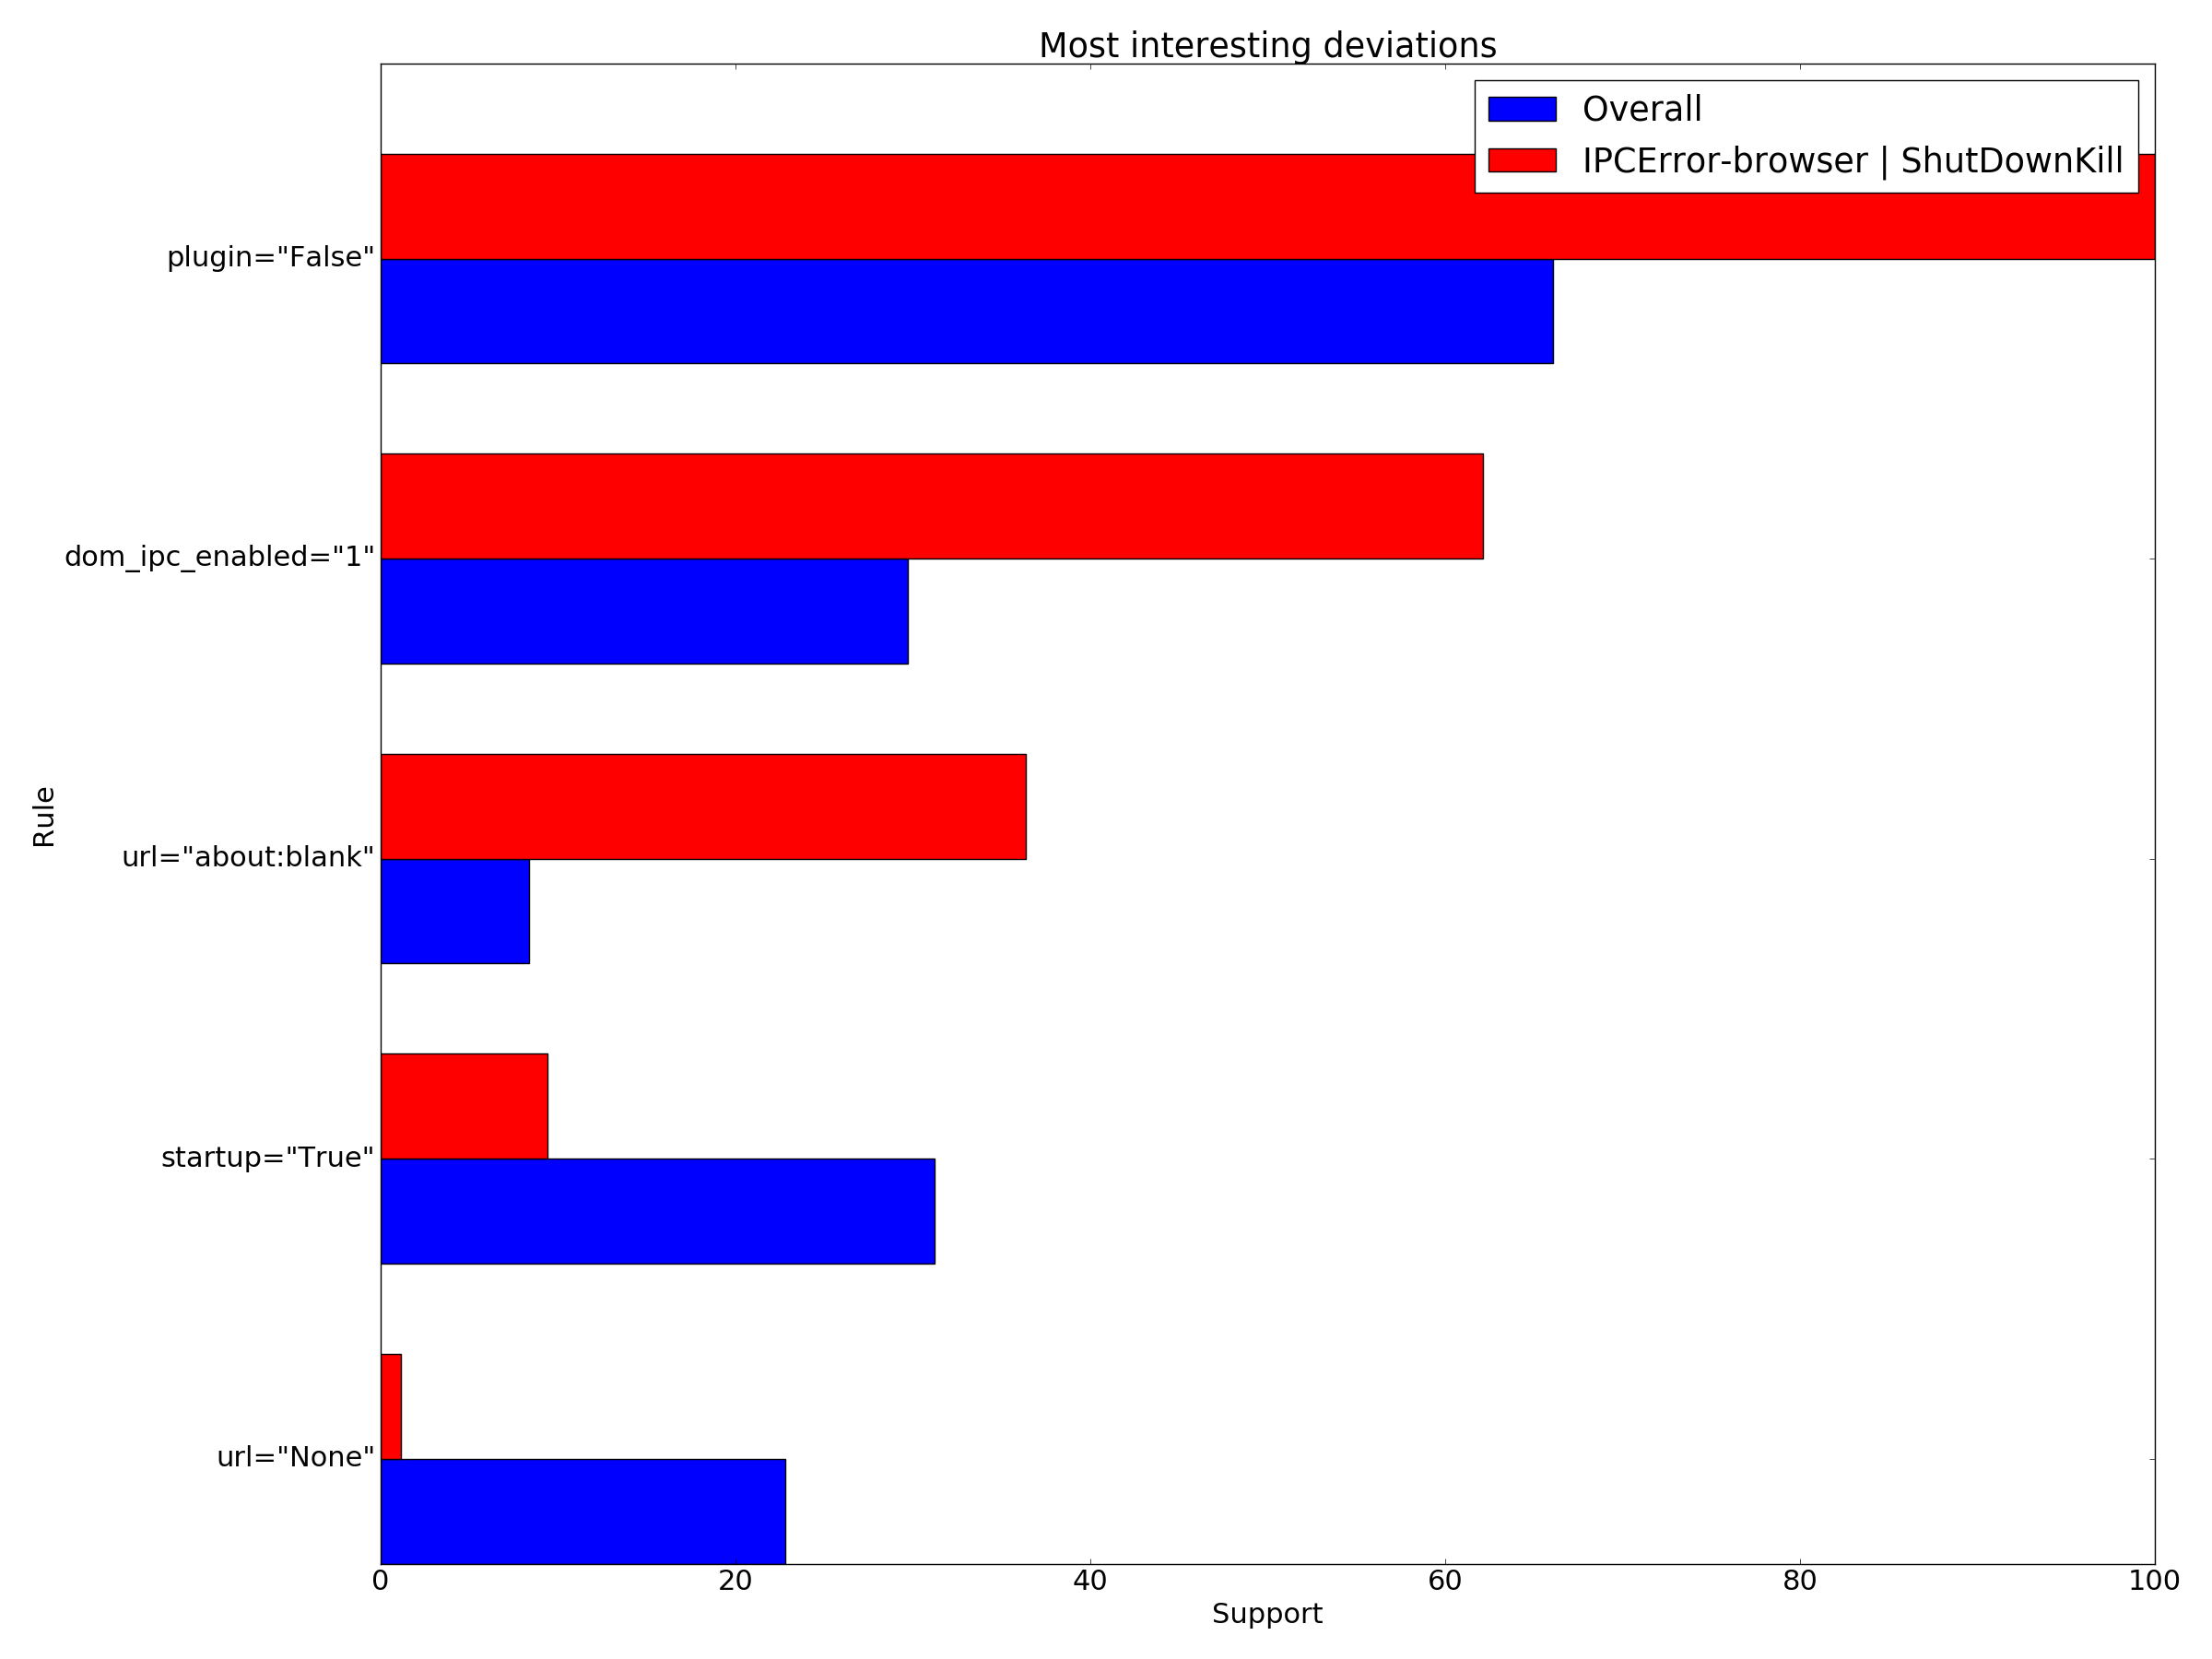 Most interesting deviations
Overall
IPCError-browser | ShutDownKill
plugin="False"
dom_ipc_enabled="1"
url="about:blank"
startup="True"
url="None"
Rule
0 20 40 60 80 100
Support